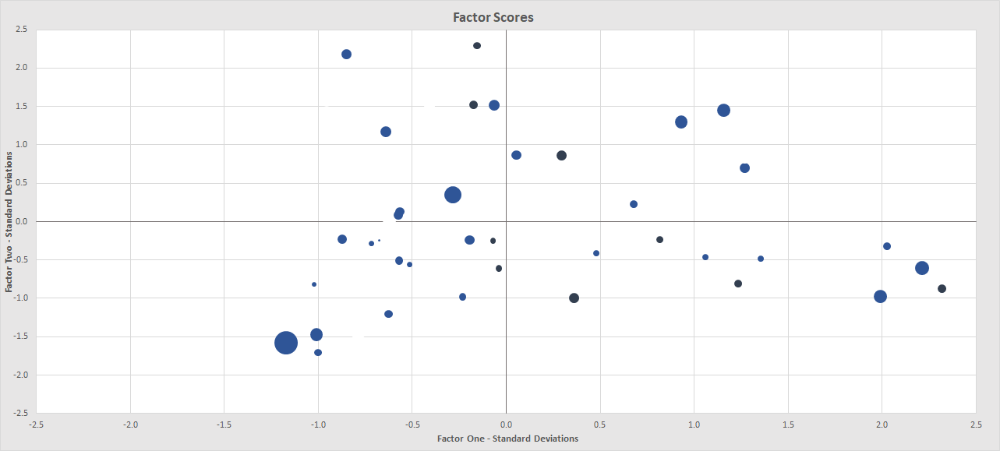 Factor Scores
2.5
2.0
1.5
1.0
0.5
0.0
-0.5
-1.0
-1.5
-2.0
-2.5
Factor Two - Standard Deviations
-2.5 -2.0 -1.5 -1.0 -0.5 0.0 0.5 1.0 1.5 2.0 2.5
Factor One - Standard Deviations